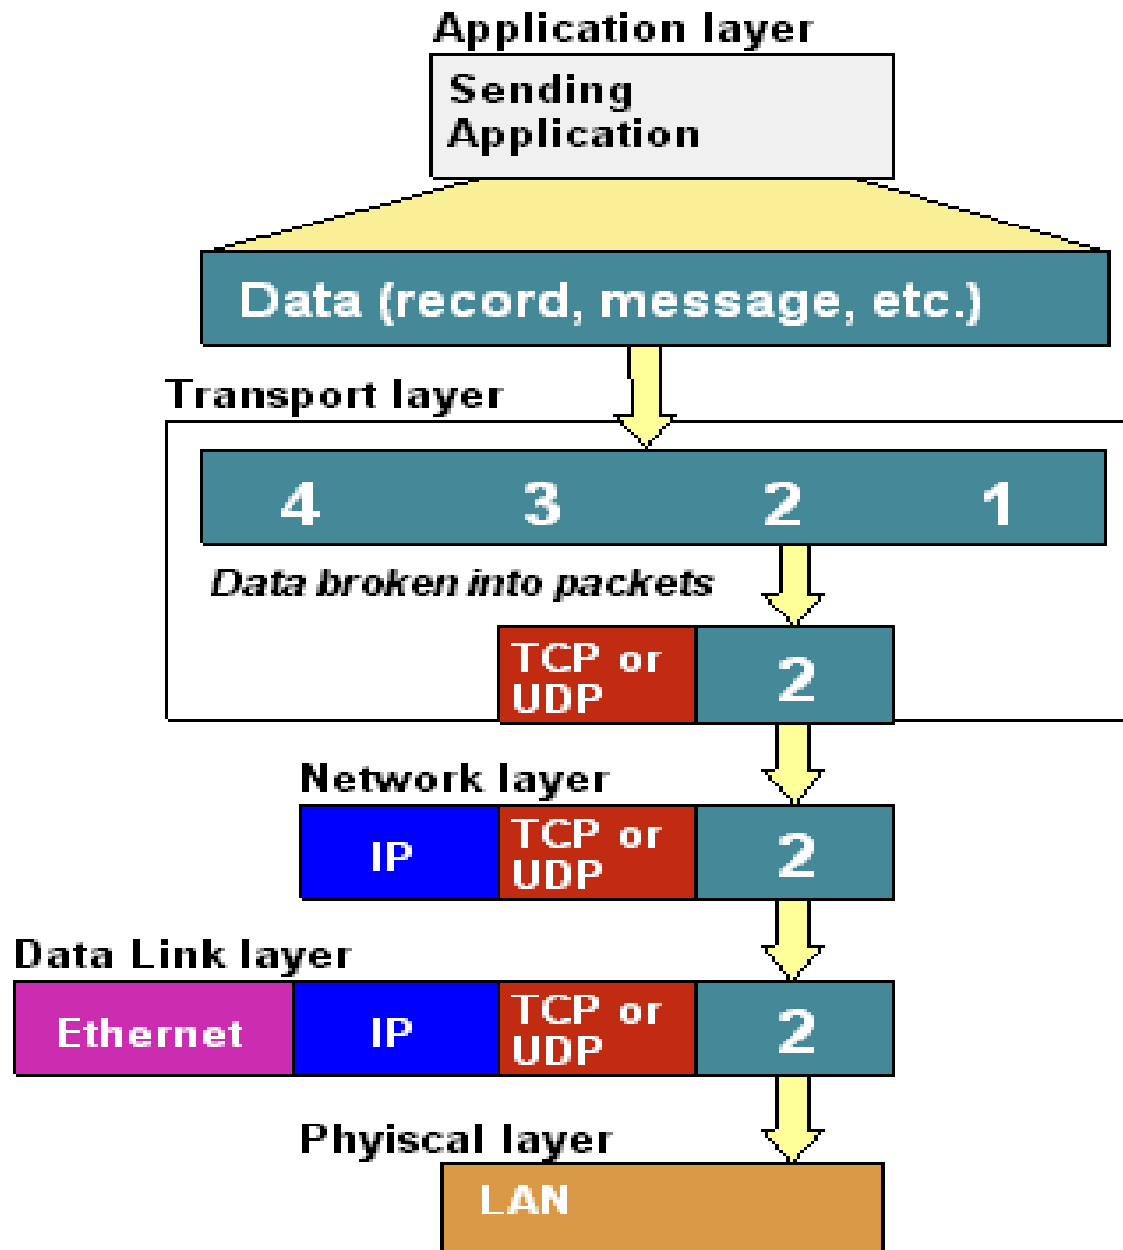 Application layer
Sending
Application
Data (record, message, etc.)
Transport layer
4 3 2 1
Data broken into packets
TCP or
UDP
2
Network layer
IP
TCP or
UDP
2
Data Link layer
Ethernet
IP
TCP or
UDP
2
Phyiscal layer
LAN